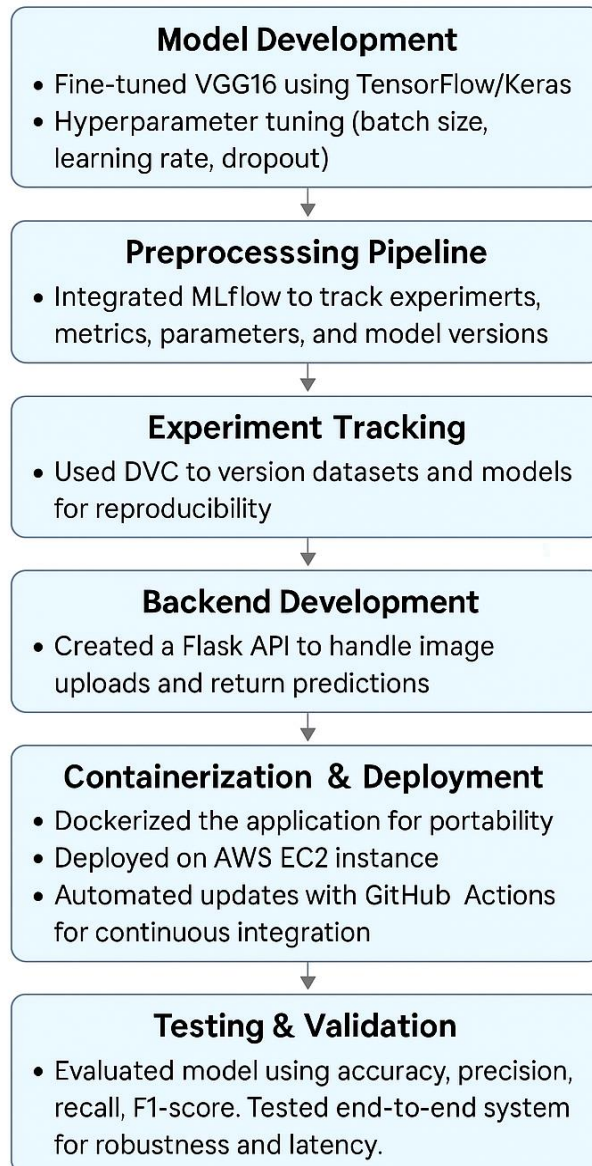 Model Development
• Fine-tuned VGG16 using TensorFlow/Keras
• Hyperparameter tuning (batch size,
learning rate, dropout)
Preprocesssing Pipeline
• Integrated MLflow to track experimerts,
metrics, parameters, and model versions
Experiment Tracking
• Used DVC to version datasets and models
for reproducibility
Backend Development
• Created a Flask API to handle image
uploads and return predictions
Containerization & Deployment
• Dockerized the application for portability
• Deployed on AWS EC2 instance
• Automated updates with GitHub Actions
for continuous integration
Testing & Validation
• Evaluated model using accuracy, precision,
recall, F1-score. Tested end-to-end system
for robustness and latency.